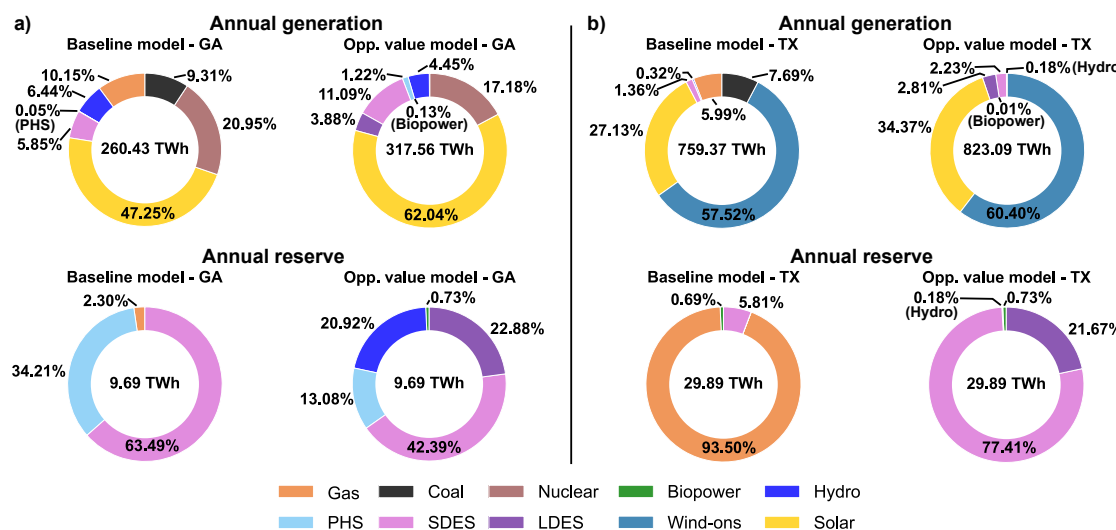 a)
Annual generation
Baseline model - GA
Opp. value model - GA
10.15%
9.31%
6.44%
0.05%
(PHS)
5.85%
20.95%
260.43 TWh
47.25%
1.22%
4.45%
11.09%
17.18%
3.88%
0.13%
(Biopower)
317.56 TWh
62.04%
Annual reserve
Baseline model - GA
Opp. value model - GA
2.30%
34.21%
9.69 TWh
63.49%
0.73%
20.92%
22.88%
13.08%
9.69 TWh
42.39%
b)
Annual generation
Baseline model - TX
Opp. value model - TX
0.32%
7.69%
1.36%
5.99%
27.13%
759.37 TWh
57.52%
2.23%
0.18% (Hydro)
2.81%
0.01%
(Biopower)
34.37%
823.09 TWh
60.40%
Annual reserve
Baseline model - TX
Opp. value model - TX
0.69%
5.81%
29.89 TWh
93.50%
0.18%
(Hydro)
0.73%
21.67%
29.89 TWh
77.41%
Gas Coal Nuclear Biopower Hydro
PHS SDES LDES Wind-ons Solar